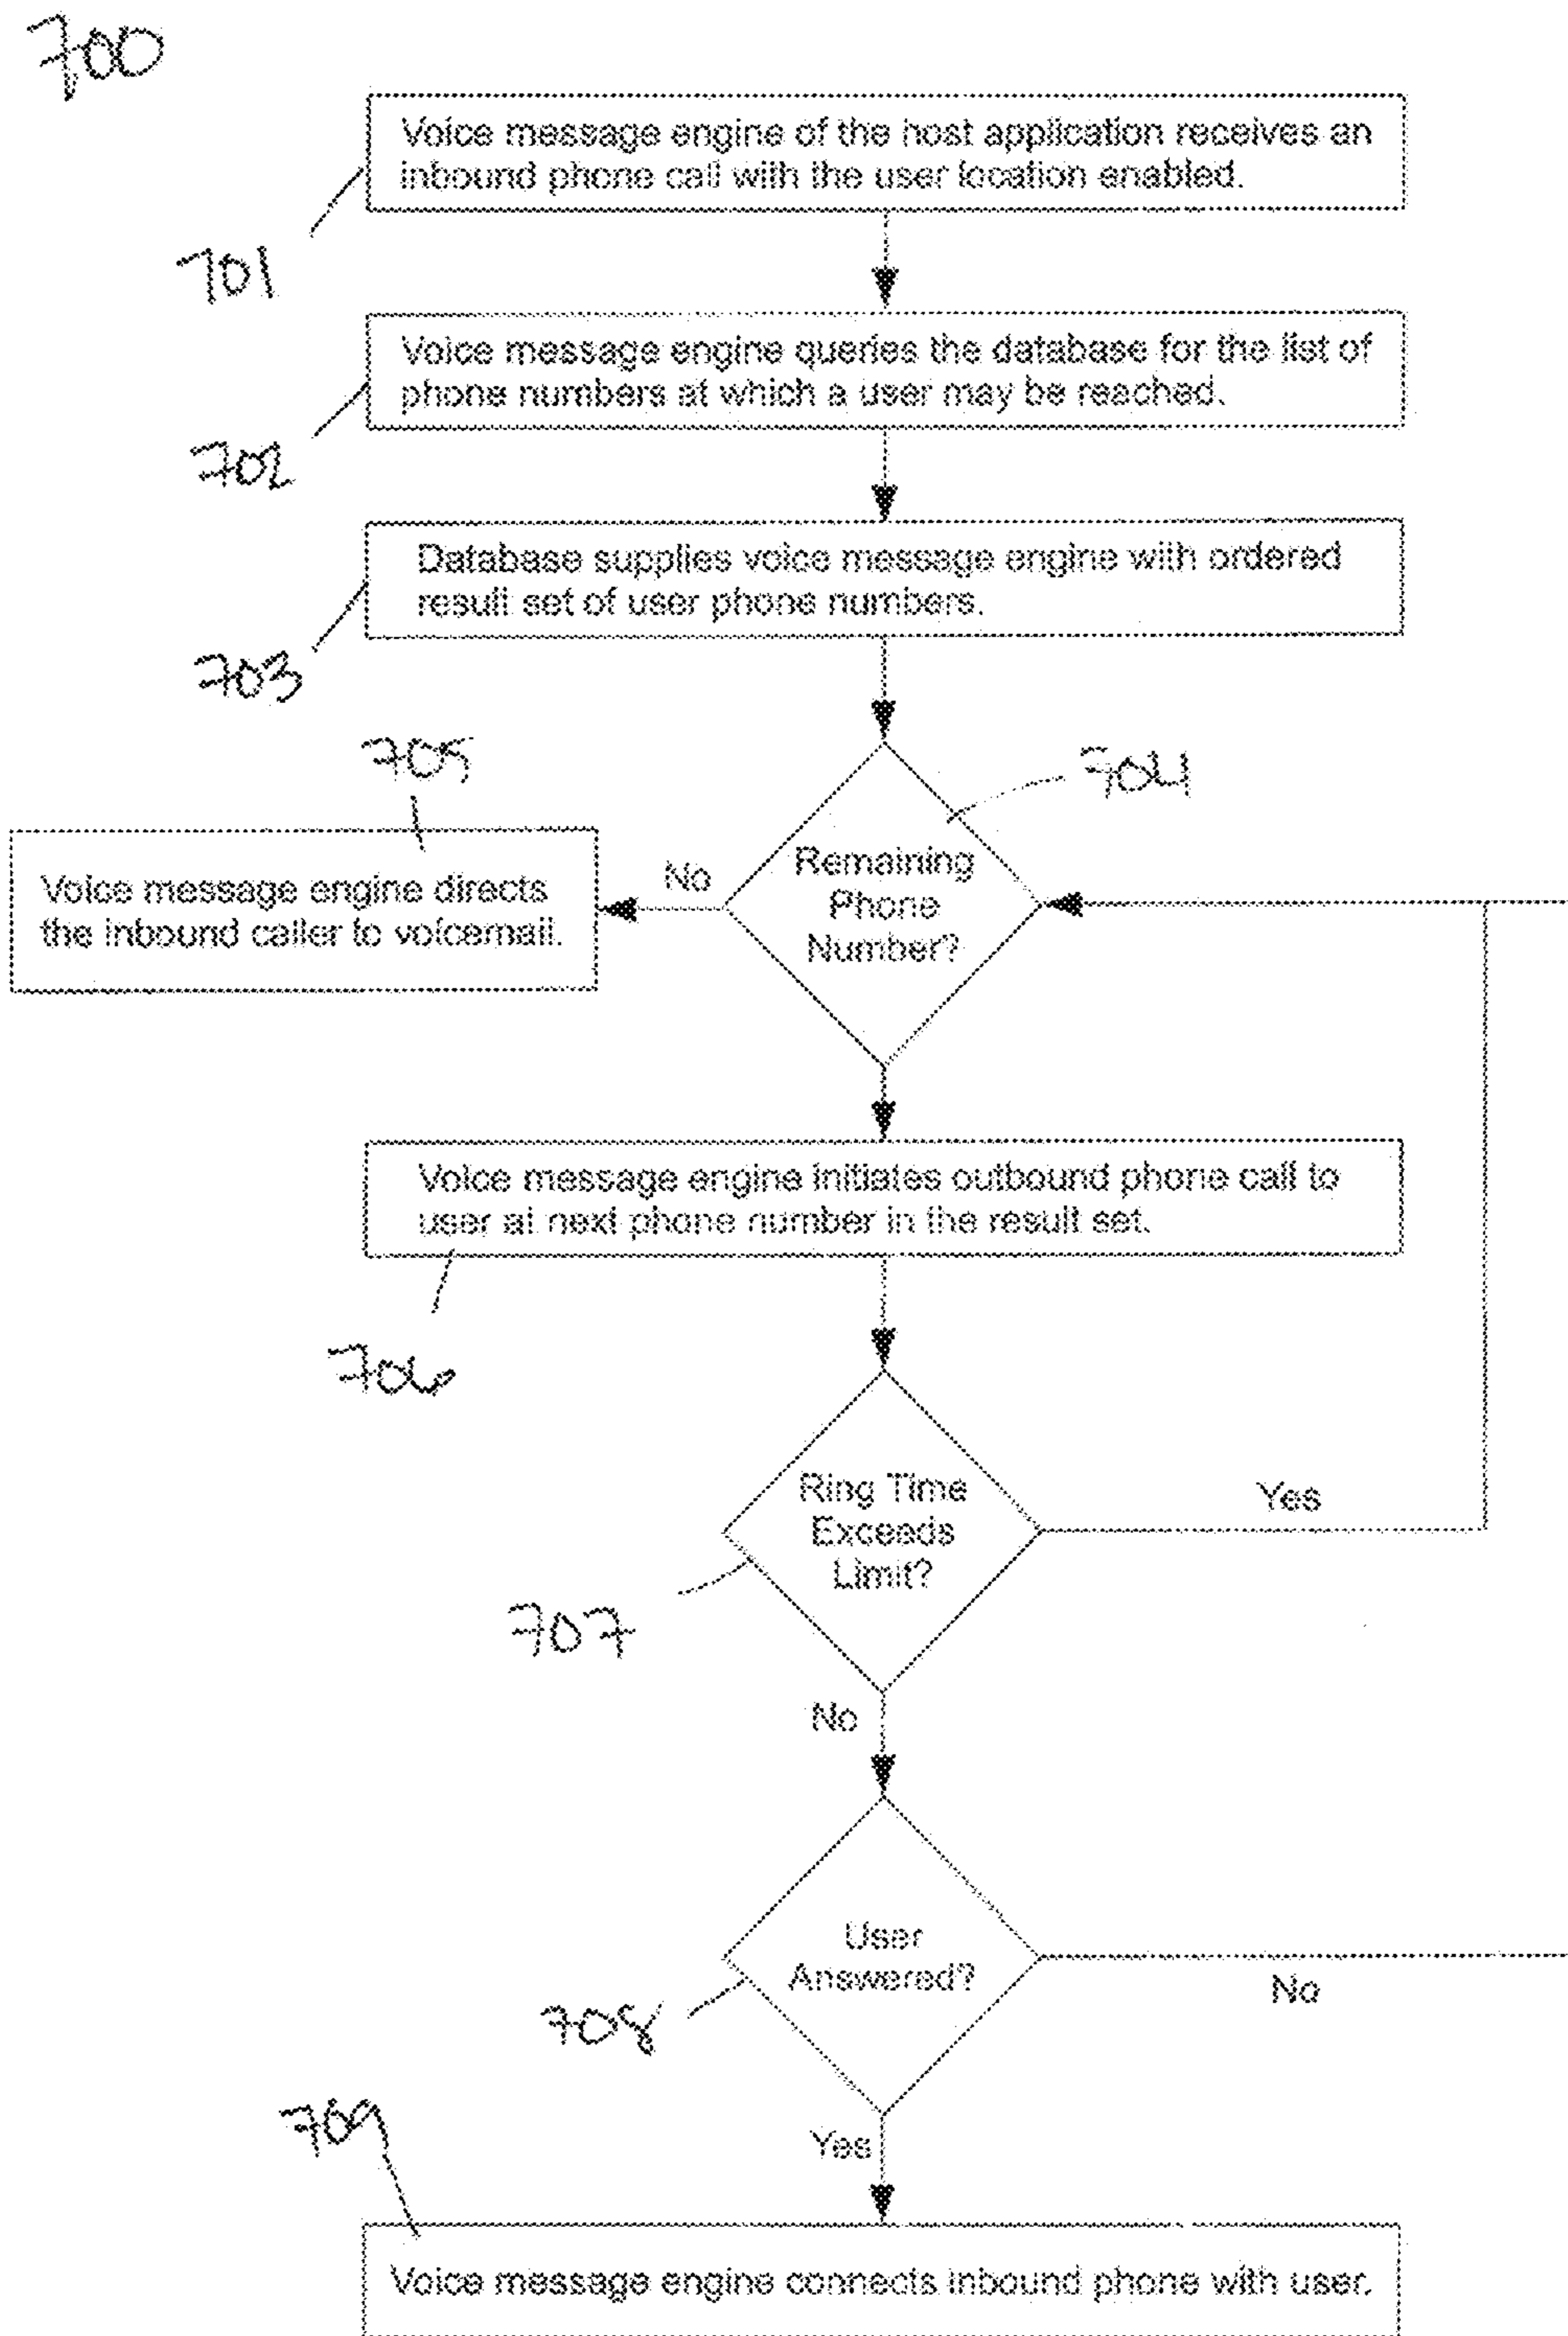 700
Voice message engine of the host application receives an
inbound phone call with the user location enabled.
701
Voice message engine queries the database for the list of
phone numbers at which a user may be reached.
702
Database supplies voice message engine with ordered
result set of user phone numbers.
703
705
704
Voice message engine directs
the inbound caller to voicemail.
No
Remaining
Phone
Number?
Voice message engine initiates outbound phone call to
user at next phone number in the result set.
706
Ring Time
Exceeds
Limit?
Yes
707
No
User
Answered?
No
708
709
Yes
Voice message engine connects inbound phone with user.